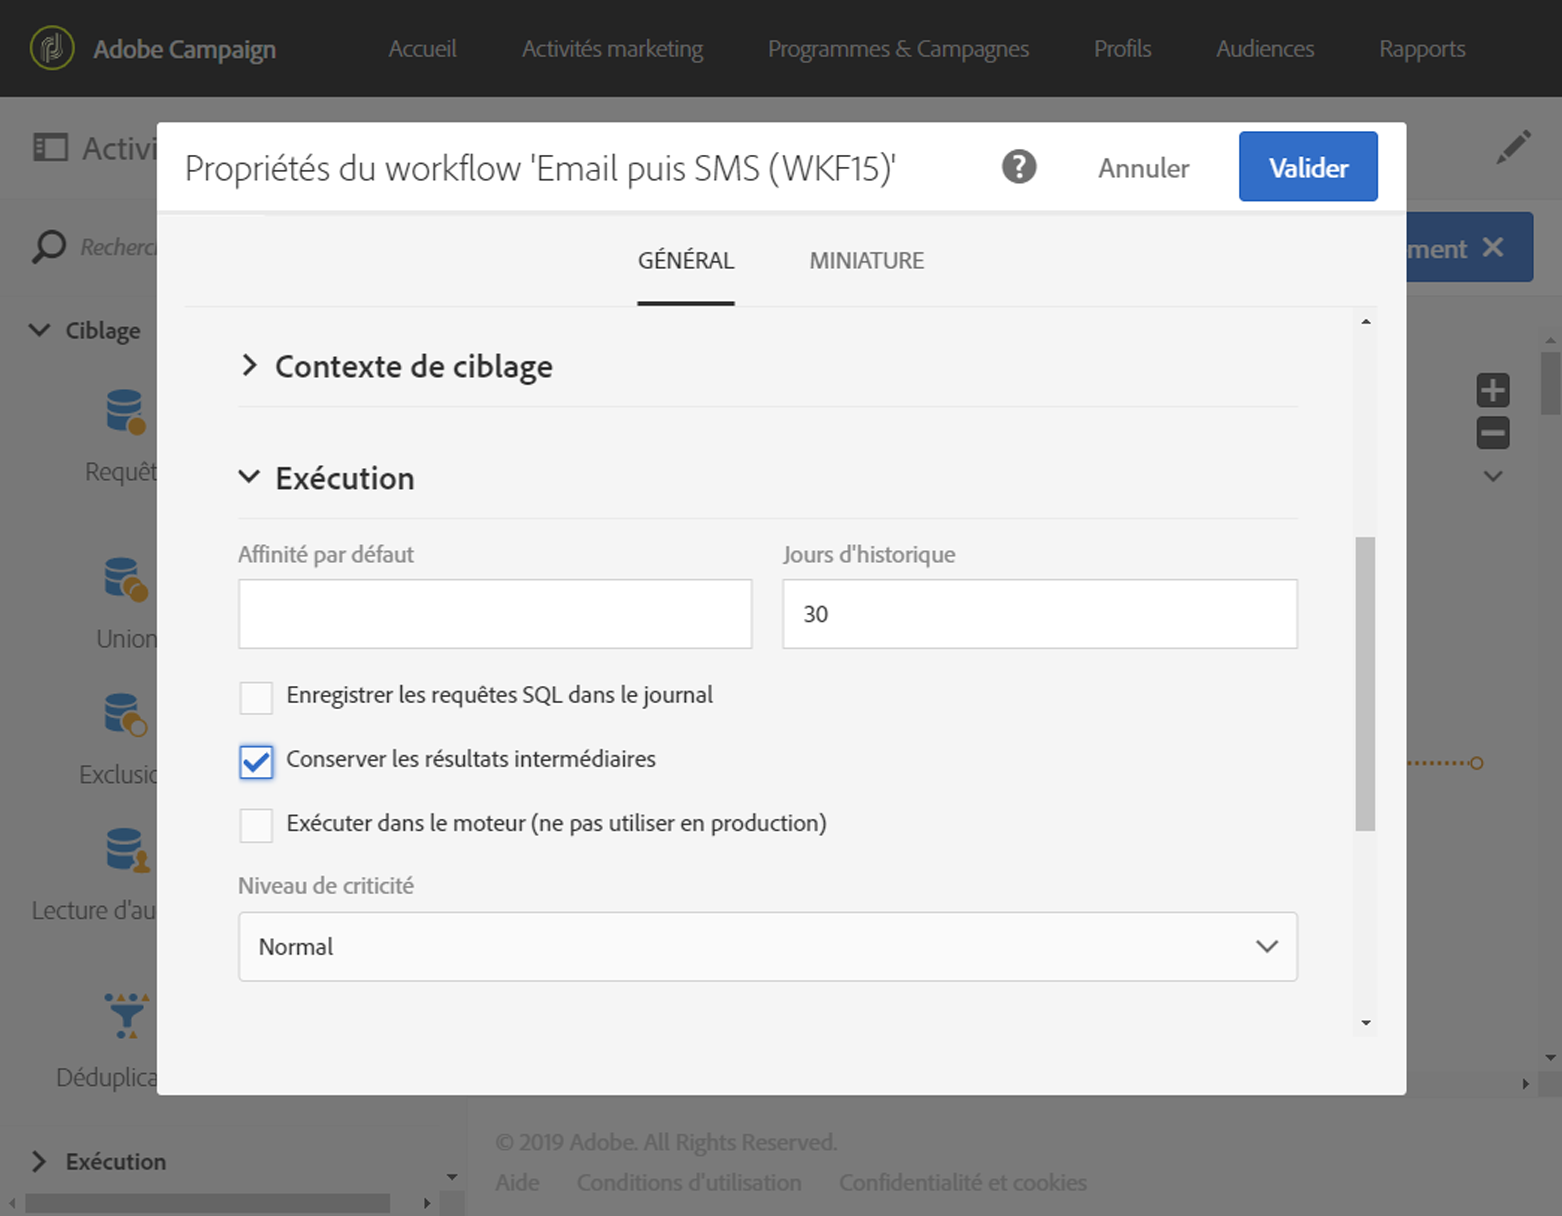 Adobe Campaign
Accueil
Activités marketing
Programmes & Campagnes
Profils
Audiences
Rapports
Activi
Propriétés du workflow 'Email puis SMS (WKF15)'
?
Annuler
Valider
Recherc
GÉNÉRAL
MINIATURE
ment
Ciblage
Contexte de ciblage
Requêt
Exécution
Affinité par défaut
Jours d'historique
30
Union
Enregistrer les requêtes SQL dans le journal
Conserver les résultats intermédiaires
Exclusio
Exécuter dans le moteur (ne pas utiliser en production)
Niveau de criticité
Lecture d'au
Normal
Déduplica
Exécution
© 2019 Adobe. All Rights Reserved.
Aide
Conditions d'utilisation
Confidentialité et cookies